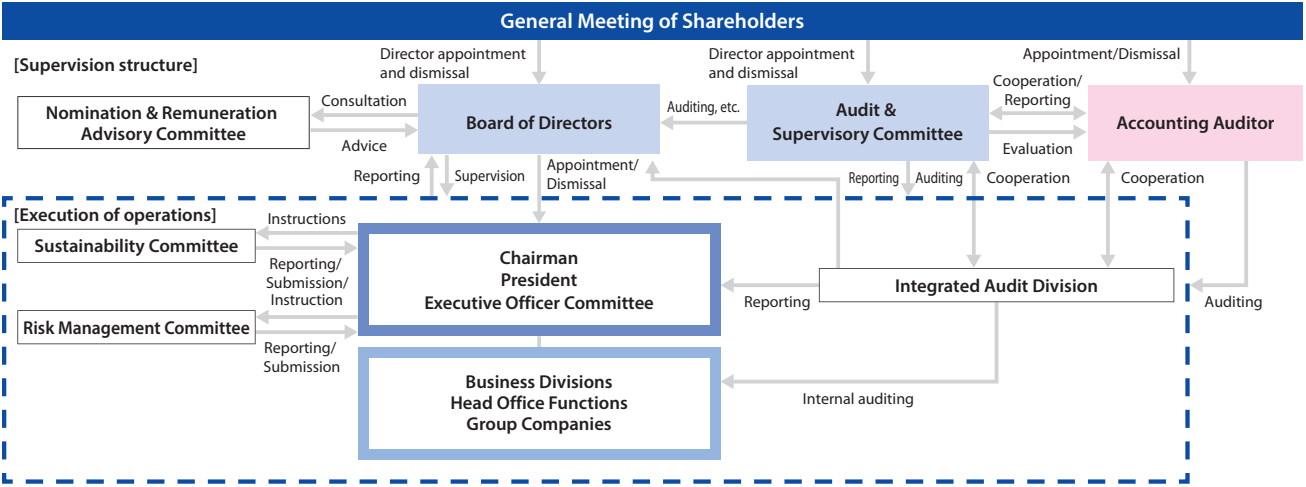 General Meeting of Shareholders
[Supervision structure]
Director appointment
and dismissal
Director appointment
and dismissal
Appointment/Dismissal
Nomination & Remuneration
Advisory Committee
Consultation
Advice
Board of Directors
Auditing, etc.
Audit &
Supervisory Committee
Cooperation/
Reporting
Evaluation
Accounting Auditor
Reporting
Supervision
Appointment/
Dismissal
Reporting
Auditing
Cooperation
Cooperation
[Execution of operations]
Sustainability Committee
Instructions
Reporting/
Submission/
Instruction
Risk Management Committee
Reporting/
Submission
Chairman
President
Executive Officer Committee
Reporting
Integrated Audit Division
Auditing
Business Divisions
Head Office Functions
Group Companies
Internal auditing